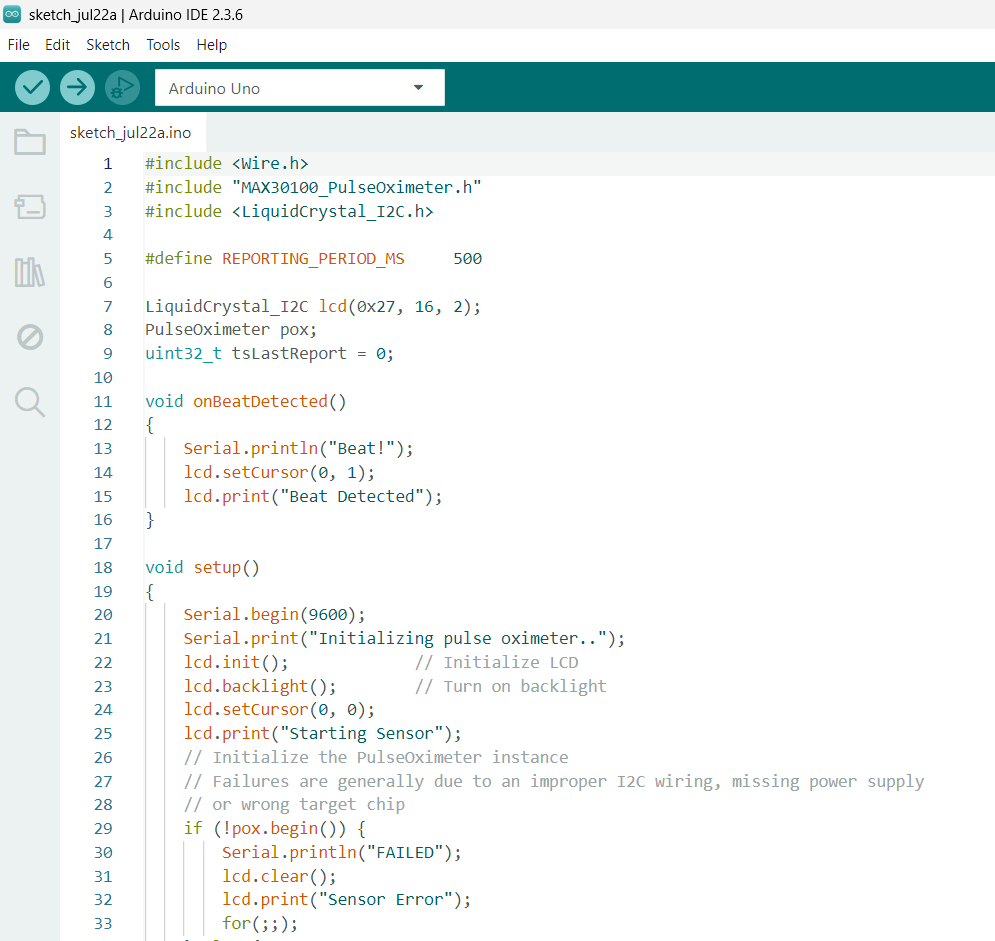 sketch_jul22a | Arduino IDE 2.3.6
File Edit Sketch Tools Help
Arduino Uno
sketch_jul22a.ino
1 #include <Wire.h>
2 #include "MAX30100_PulseOximeter.h"
3 #include <LiquidCrystal_I2C.h>
4
5 #define REPORTING_PERIOD_MS     500
6
7 LiquidCrystal_I2C lcd(0x27, 16, 2);
8 PulseOximeter pox;
9 uint32_t tsLastReport = 0;
10
11 void onBeatDetected()
12 {
13     Serial.println("Beat!");
14     lcd.setCursor(0, 1);
15     lcd.print("Beat Detected");
16 }
17
18 void setup()
19 {
20     Serial.begin(9600);
21     Serial.print("Initializing pulse oximeter..");
22     lcd.init();             // Initialize LCD
23     lcd.backlight();        // Turn on backlight
24     lcd.setCursor(0, 0);
25     lcd.print("Starting Sensor");
26     // Initialize the PulseOximeter instance
27     // Failures are generally due to an improper I2C wiring, missing power supply
28     // or wrong target chip
29     if (!pox.begin()) {
30         Serial.println("FAILED");
31         lcd.clear();
32         lcd.print("Sensor Error");
33         for(;;);